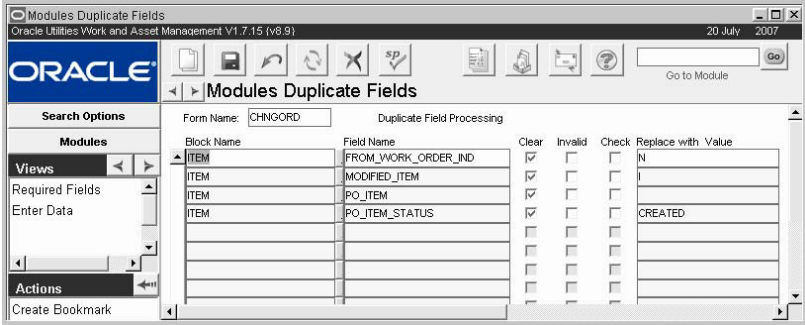 Modules Duplicate Fields
Oracle Utilities Work and Asset Management V1.7.15 {v8.9} 20 July 2007
ORACLE
sp
Go
Go to Module
Modules Duplicate Fields
Search Options
Form Name: CHNGORD Duplicate Field Processing
Modules
Block Name Field Name Clear Invalid Check Replace with Value
Views
ITEM FROM_WORK_ORDER_IND N
Required Fields
ITEM MODIFIED_ITEM I
Enter Data
ITEM PO_ITEM
ITEM PO_ITEM_STATUS CREATED
Actions
Create Bookmark